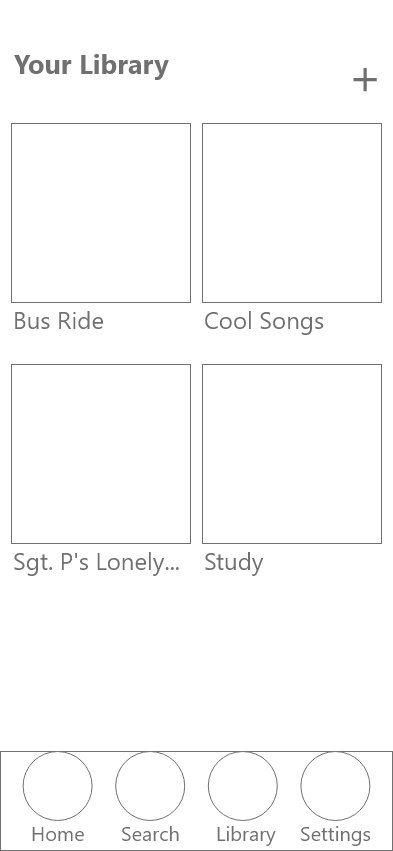 Your Library
+
Bus Ride
Cool Songs
Sgt. P's Lonely...
Study
Home
Search
Library
Settings